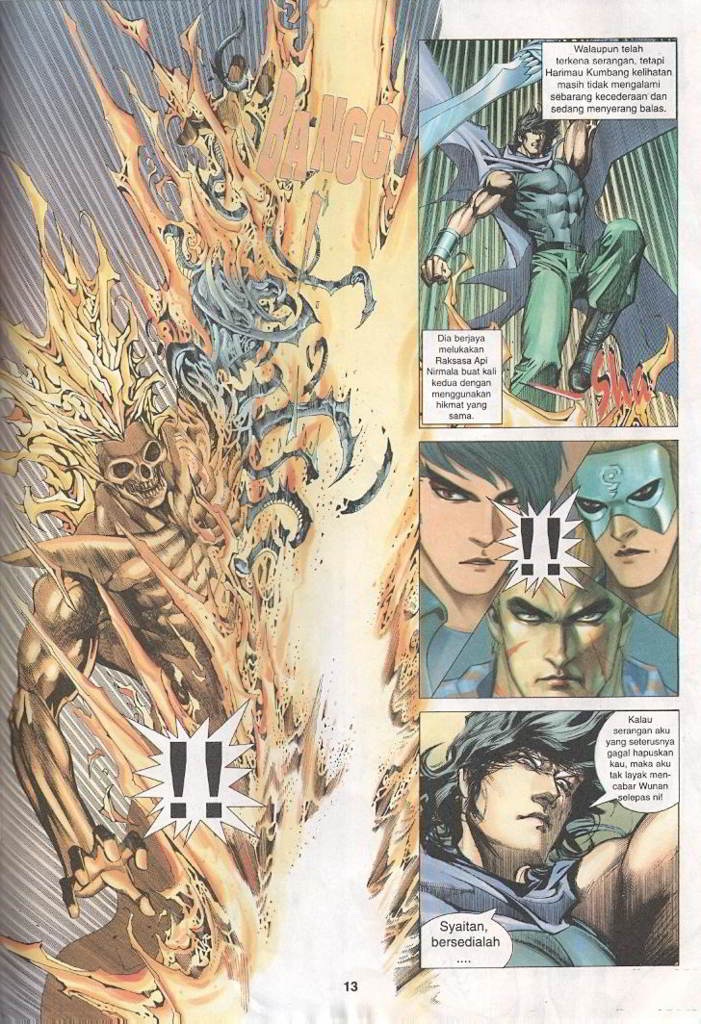 BANGG
!!
Walaupun telah
terkena serangan, tetapi
Harimau Kumbang kelihatan
masih tidak mengalami
sebarang kecederaan dan
sedang menyerang balas.
Dia berjaya
melukakan
Raksasa Api
Nirmala buat kali
kedua dengan
menggunakan
hikmat yang
sama.
Sha
!!
Kalau
serangan aku
yang seterusnya
gagal hapuskan
kau, maka aku
tak layak men-
cabar Wunan
selepas ni!
Syaitan,
bersedialah
....
13